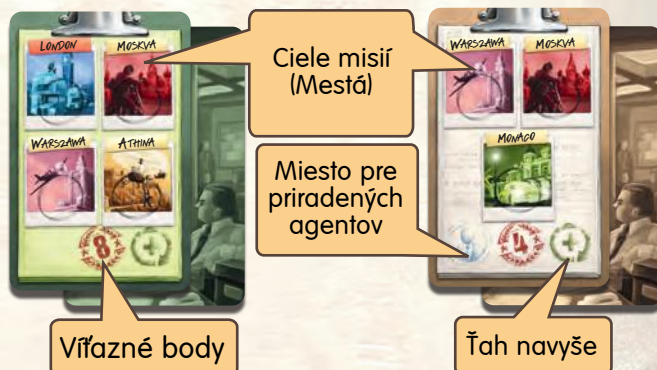 LONDON
MOSKVA
WARSZAWA
ATHINA
8
Ciele misií
(Mestá)
Miesto pre
priradených
agentov
WARSZAWA
MOSKVA
MONACO
4
Víťazné body
Ťah navyše